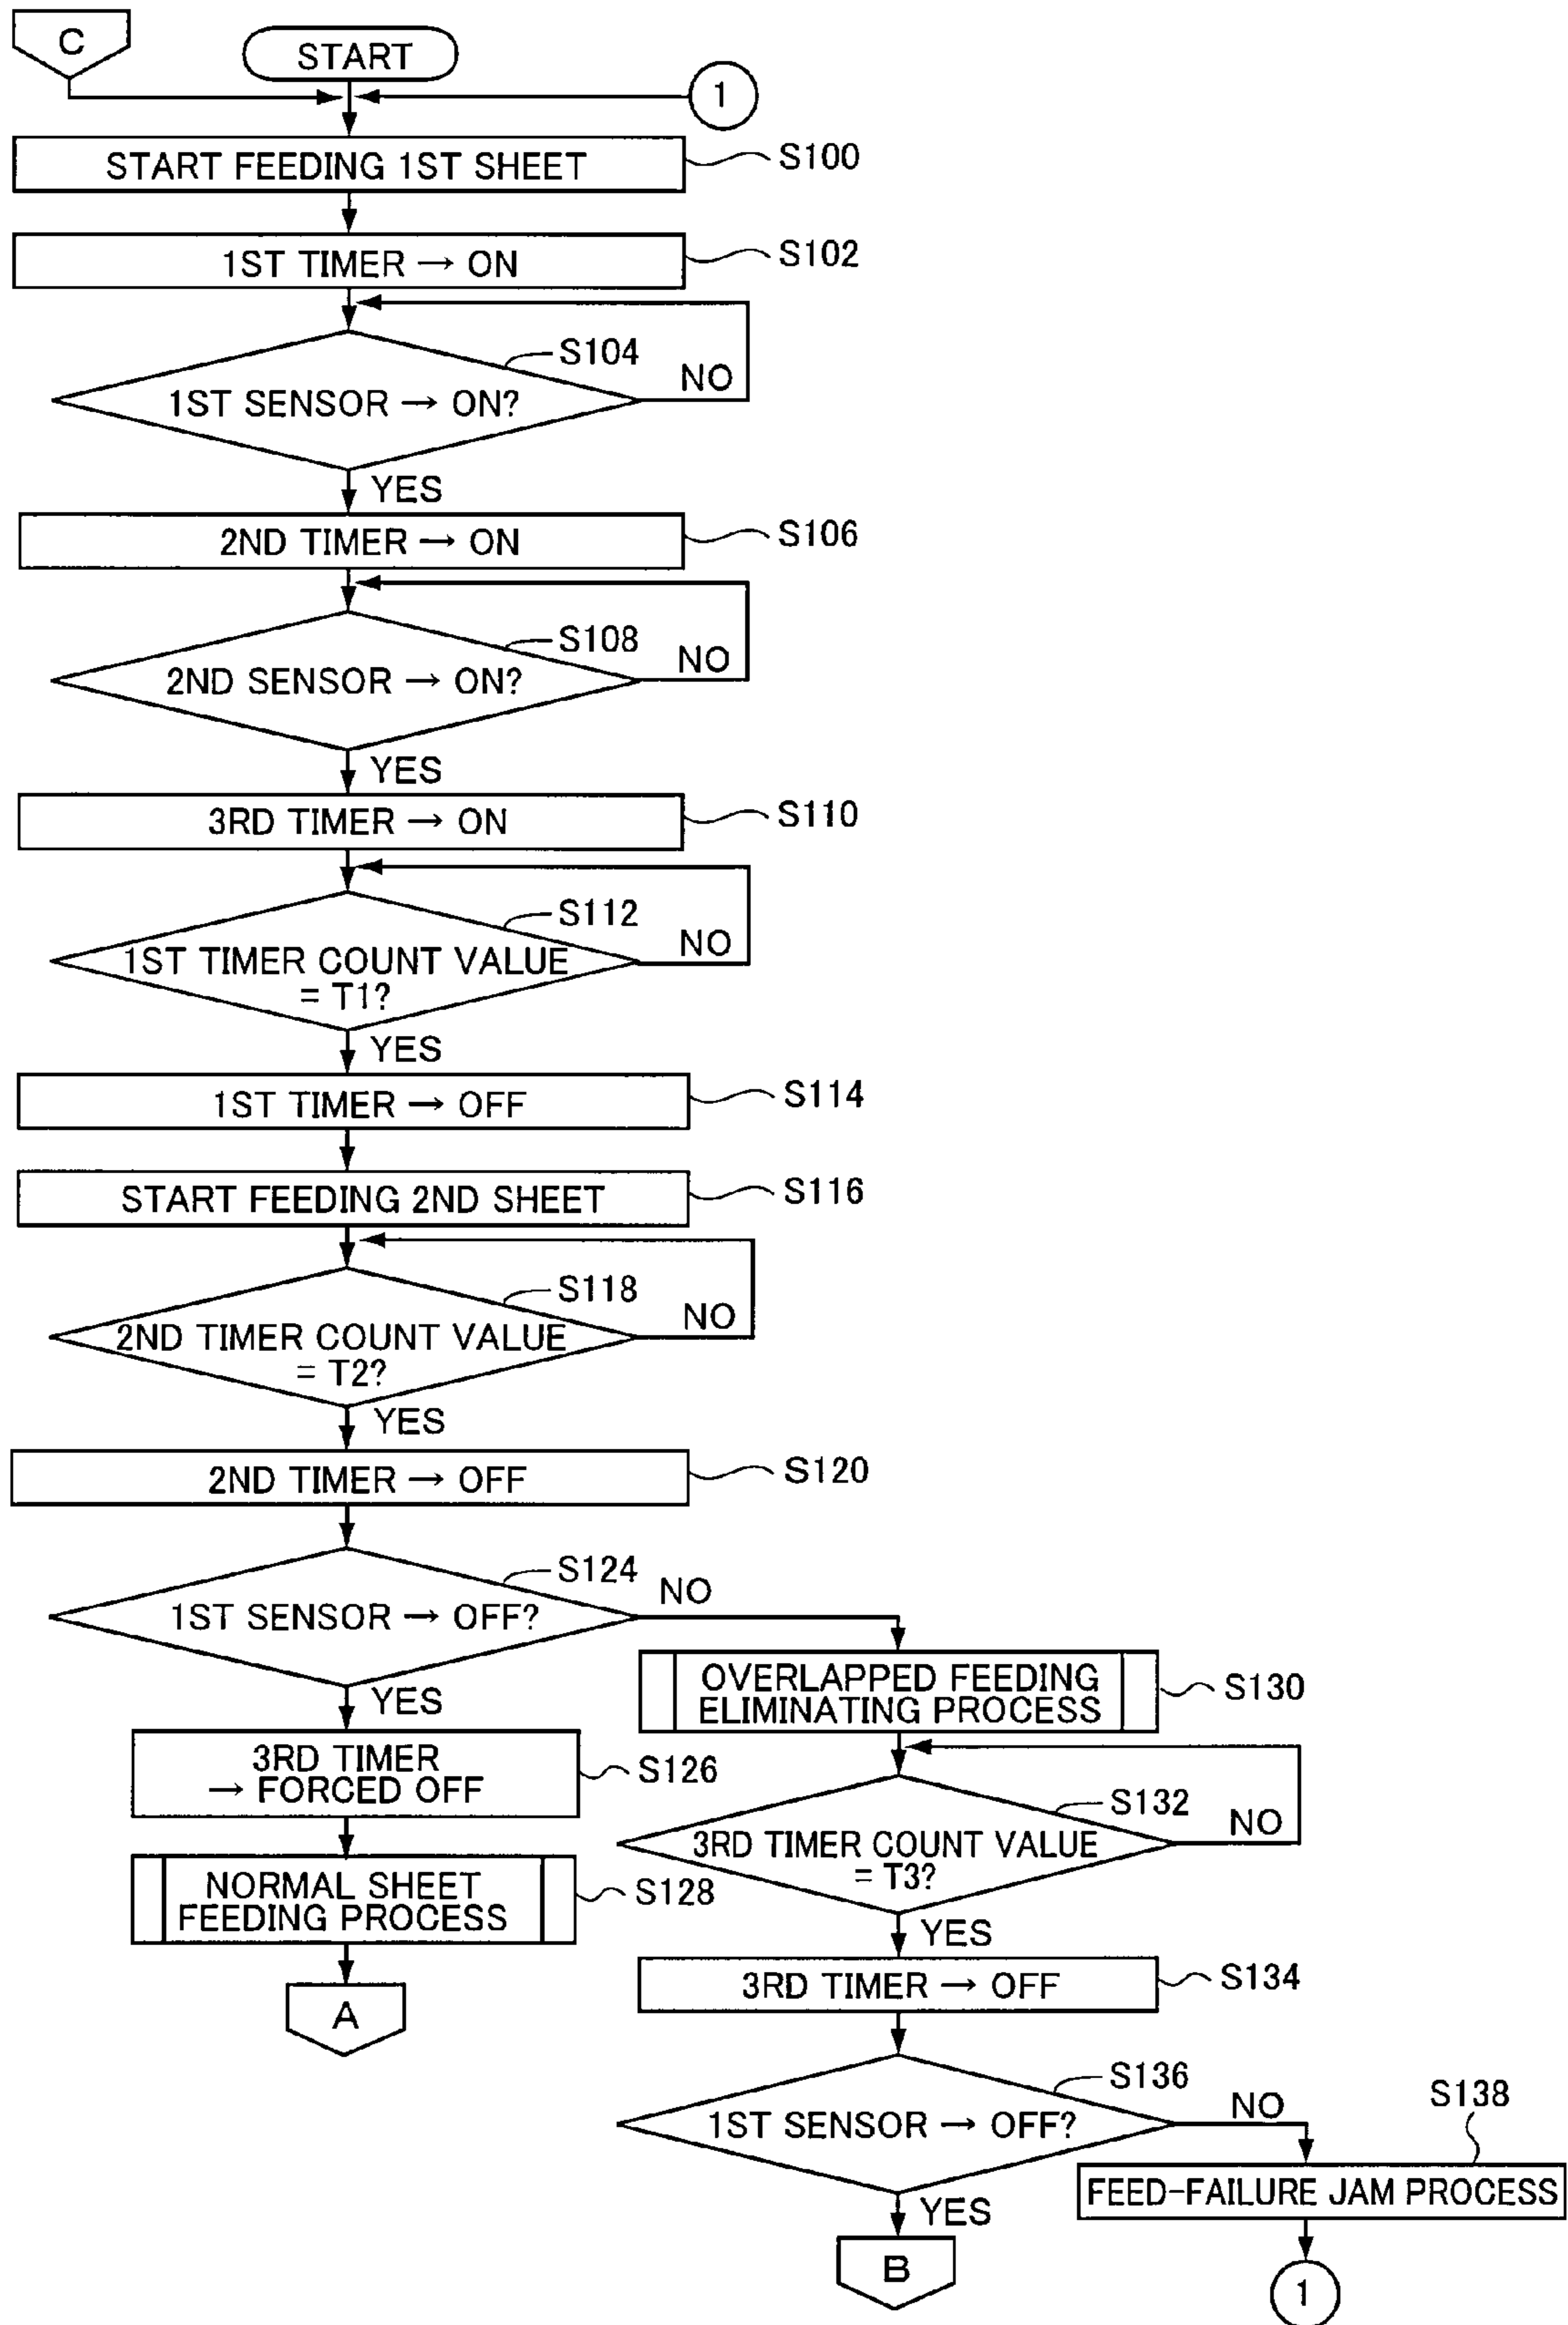 C
START
1
START FEEDING 1ST SHEET
S100
1ST TIMER → ON
S102
S104
1ST SENSOR → ON?
NO
YES
2ND TIMER → ON
S106
S108
2ND SENSOR → ON?
NO
YES
3RD TIMER → ON
S110
S112
1ST TIMER COUNT VALUE
= T1?
NO
YES
1ST TIMER → OFF
S114
START FEEDING 2ND SHEET
S116
S118
2ND TIMER COUNT VALUE
= T2?
NO
YES
2ND TIMER → OFF
S120
S124
1ST SENSOR → OFF?
NO
YES
3RD TIMER
→ FORCED OFF
S126
NORMAL SHEET
FEEDING PROCESS
S128
A
OVERLAPPED FEEDING
ELIMINATING PROCESS
S130
S132
3RD TIMER COUNT VALUE
= T3?
NO
YES
3RD TIMER → OFF
S134
S136
1ST SENSOR → OFF?
NO
YES
B
S138
FEED-FAILURE JAM PROCESS
1